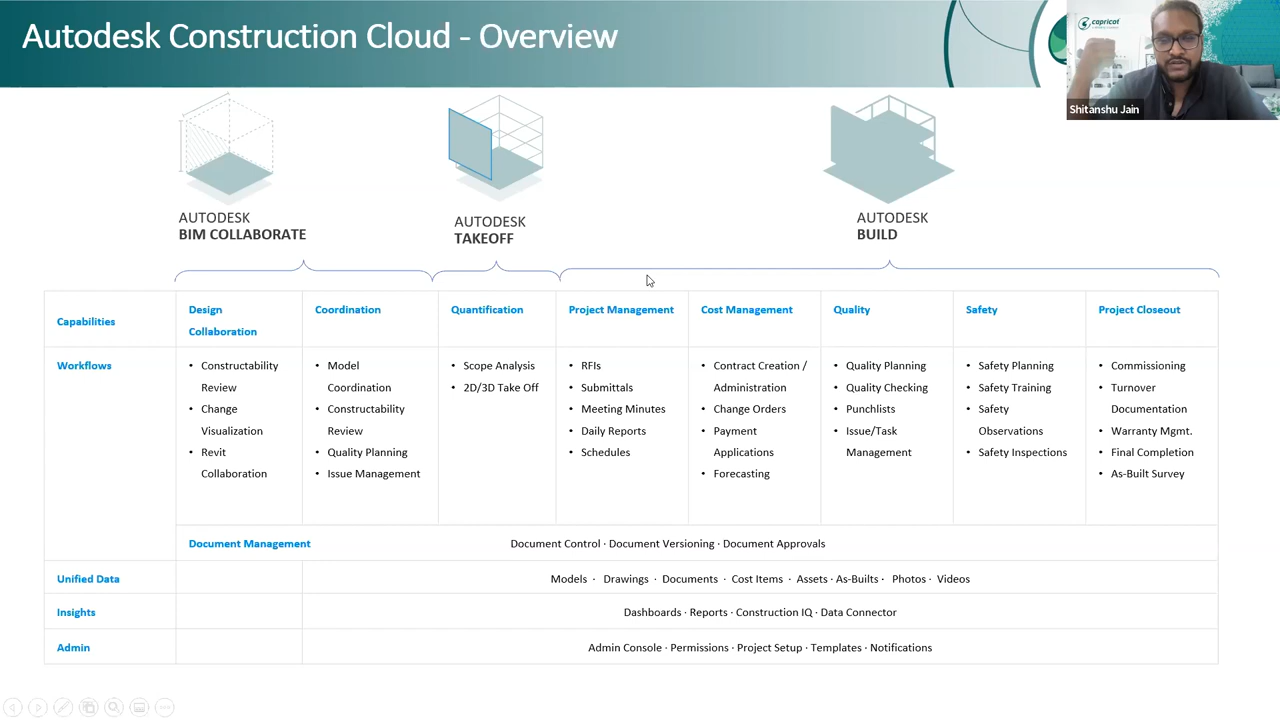 Autodesk Construction Cloud - Overview
capricot
Shitanshu Jain
AUTODESK
BIM COLLABORATE
AUTODESK
TAKEOFF
AUTODESK
BUILD
Capabilities
Design
Collaboration
Coordination
Quantification
Project Management
Cost Management
Quality
Safety
Project Closeout
Workflows
• Constructability
Review
• Change
Visualization
• Revit
Collaboration
• Model
Coordination
• Constructability
Review
• Quality Planning
• Issue Management
• Scope Analysis
• 2D/3D Take Off
• RFIs
• Submittals
• Meeting Minutes
• Daily Reports
• Schedules
• Contract Creation /
Administration
• Change Orders
• Payment
Applications
• Forecasting
• Quality Planning
• Quality Checking
• Punchlists
• Issue/Task
Management
• Safety Planning
• Safety Training
• Safety
Observations
• Safety Inspections
• Commissioning
• Turnover
Documentation
• Warranty Mgmt.
• Final Completion
• As-Built Survey
Document Management
Document Control · Document Versioning · Document Approvals
Unified Data
Models · Drawings · Documents · Cost Items · Assets · As-Builts · Photos · Videos
Insights
Dashboards · Reports · Construction IQ · Data Connector
Admin
Admin Console · Permissions · Project Setup · Templates · Notifications